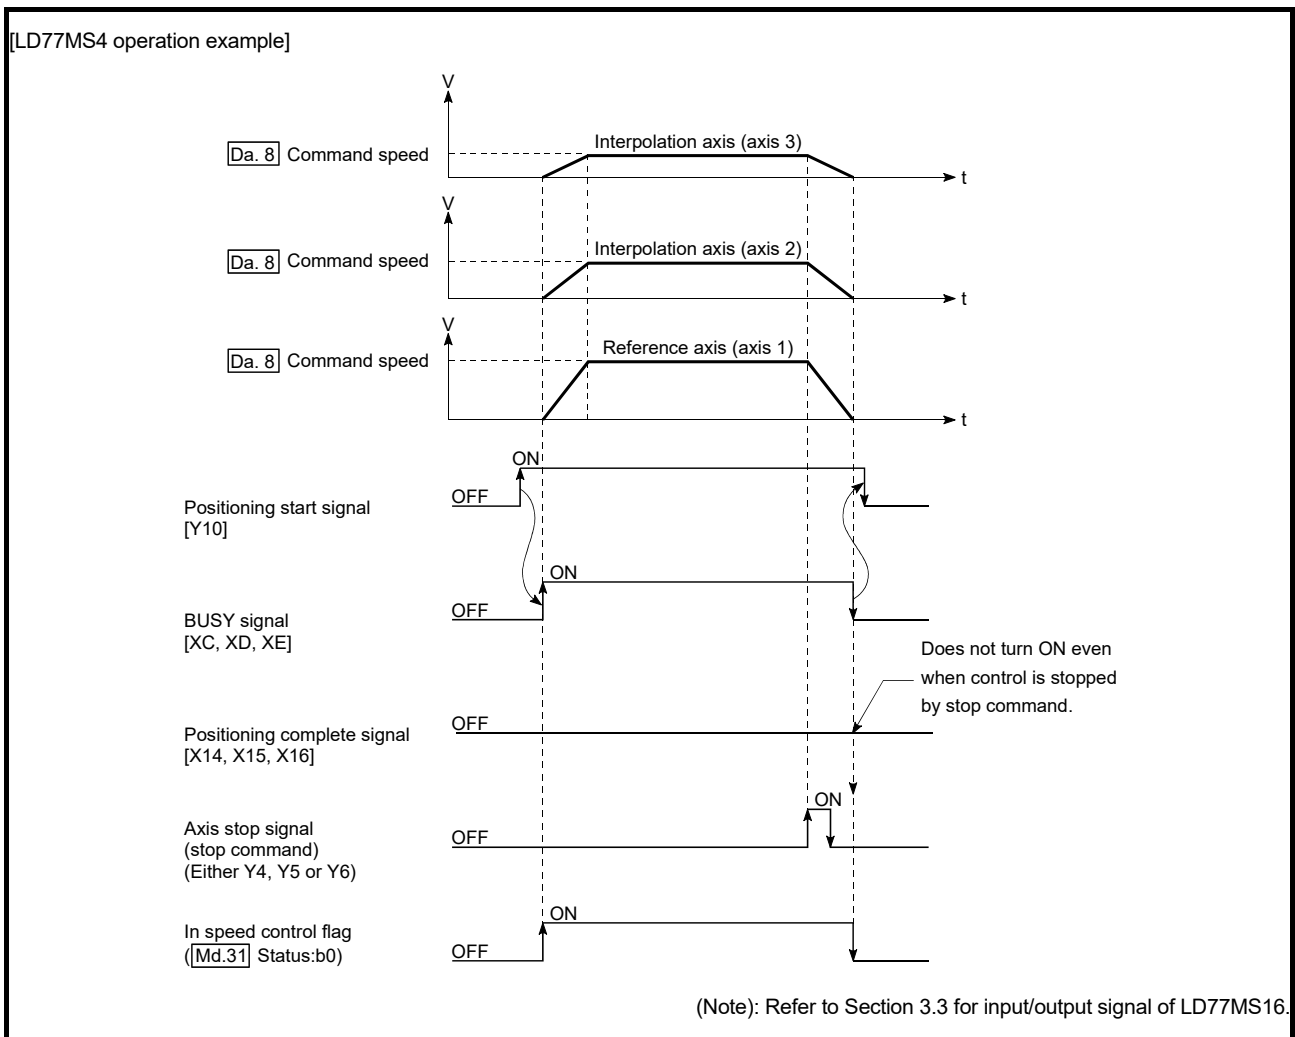 [LD77MS4 operation example]
V
Interpolation axis (axis 3)
Da. 8 Command speed
t
V
Interpolation axis (axis 2)
Da. 8 Command speed
t
V
Reference axis (axis 1)
Da. 8 Command speed
t
ON
OFF
Positioning start signal
[Y10]
ON
OFF
BUSY signal
[XC, XD, XE]
Does not turn ON even
when control is stopped
by stop command.
OFF
Positioning complete signal
[X14, X15, X16]
ON
Axis stop signal
OFF
(stop command)
(Either Y4, Y5 or Y6)
ON
In speed control flag
OFF
(Md.31 Status:b0)
(Note): Refer to Section 3.3 for input/output signal of LD77MS16.